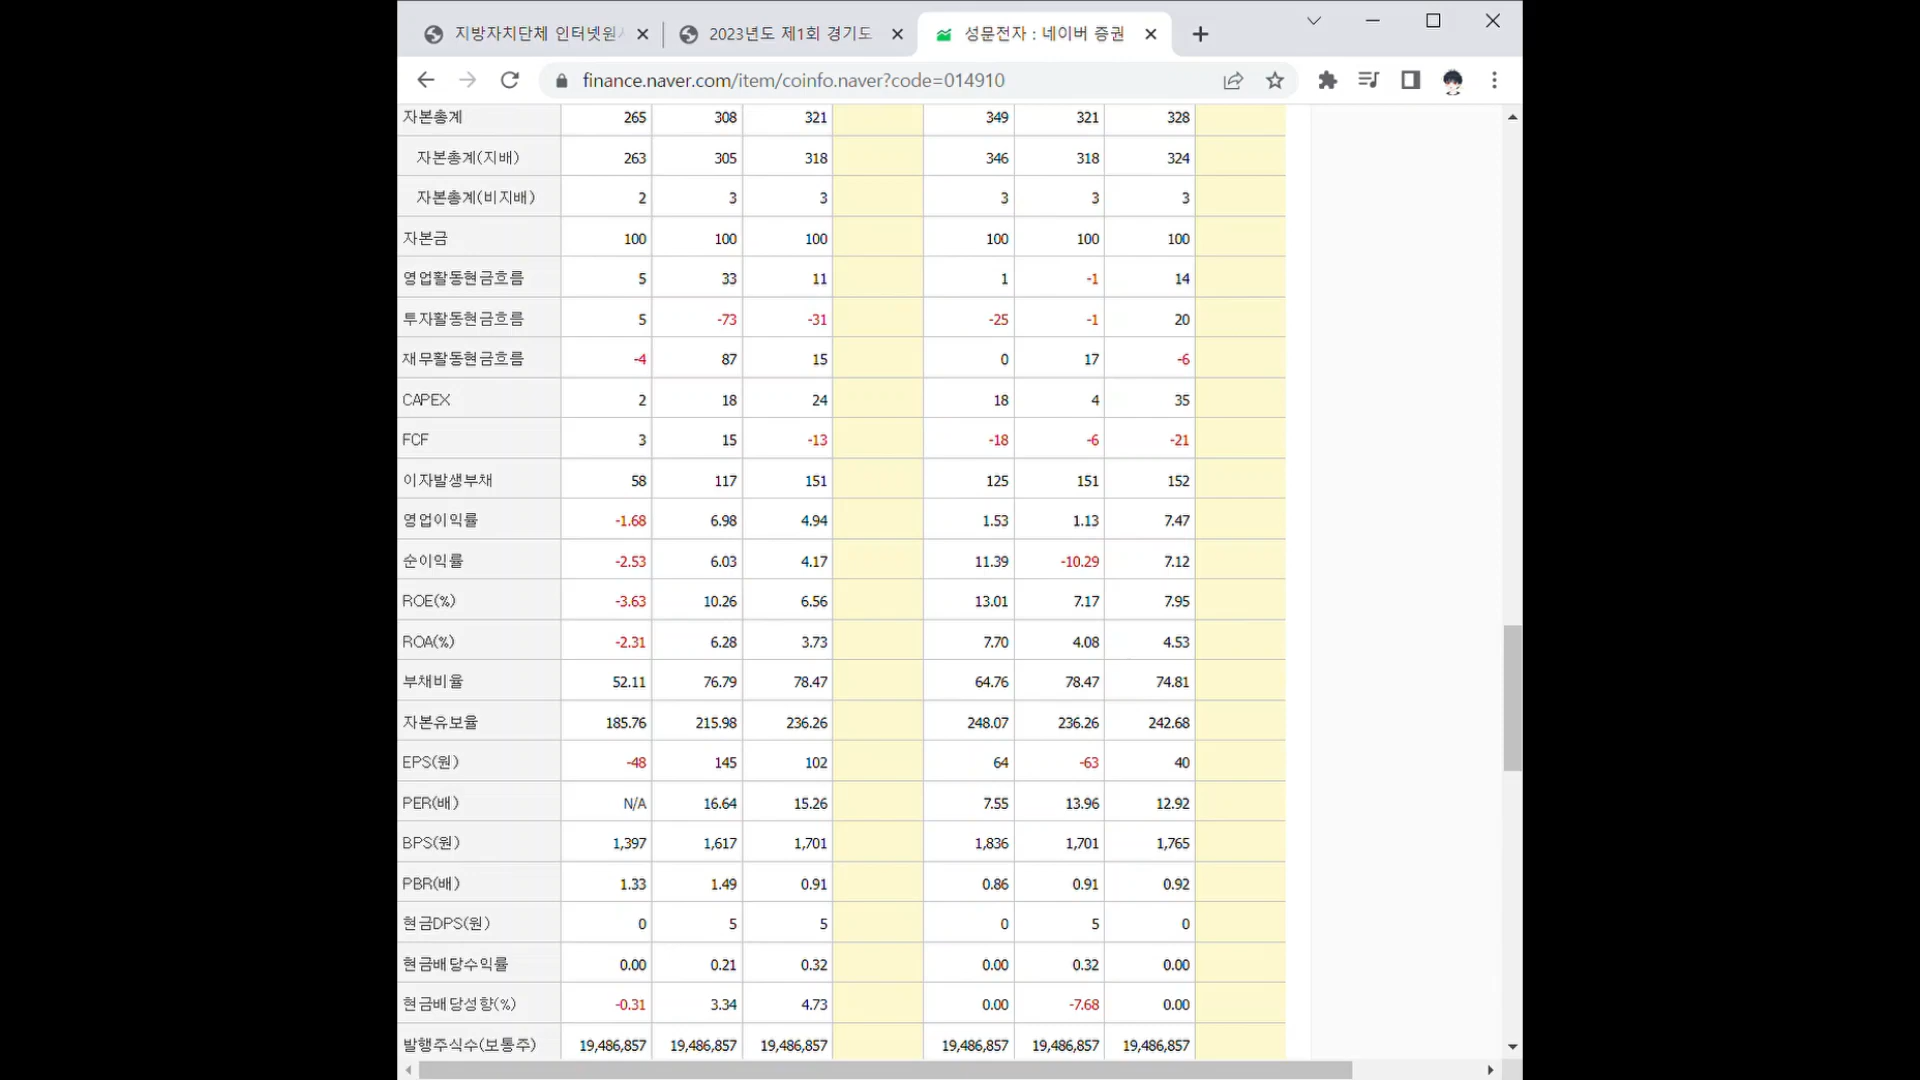 지방자치단체 인터넷원
2023년도 제1회 경기도
성문전자 : 네이버 증권
finance.naver.com/item/coinfo.naver?code=014910
자본총계 265 308 321 349 321 328
자본총계(지배) 263 305 318 346 318 324
자본총계(비지배) 2 3 3 3 3 3
자본금 100 100 100 100 100 100
영업활동현금흐름 5 33 11 1 -1 14
투자활동현금흐름 5 -73 -31 -25 -1 20
재무활동현금흐름 -4 87 15 0 17 -6
CAPEX 2 18 24 18 4 35
FCF 3 15 -13 -18 -6 -21
이자발생부채 58 117 151 125 151 152
영업이익률 -1.68 6.98 4.94 1.53 1.13 7.47
순이익률 -2.53 6.03 4.17 11.39 -10.29 7.12
ROE(%) -3.63 10.26 6.56 13.01 7.17 7.95
ROA(%) -2.31 6.28 3.73 7.70 4.08 4.53
부채비율 52.11 76.79 78.47 64.76 78.47 74.81
자본유보율 185.76 215.98 236.26 248.07 236.26 242.68
EPS(원) -48 145 102 64 -63 40
PER(배) N/A 16.64 15.26 7.55 13.96 12.92
BPS(원) 1,397 1,617 1,701 1,836 1,701 1,765
PBR(배) 1.33 1.49 0.91 0.86 0.91 0.92
현금DPS(원) 0 5 5 0 5 0
현금배당수익률 0.00 0.21 0.32 0.00 0.32 0.00
현금배당성향(%) -0.31 3.34 4.73 0.00 -7.68 0.00
발행주식수(보통주) 19,486,857 19,486,857 19,486,857 19,486,857 19,486,857 19,486,857